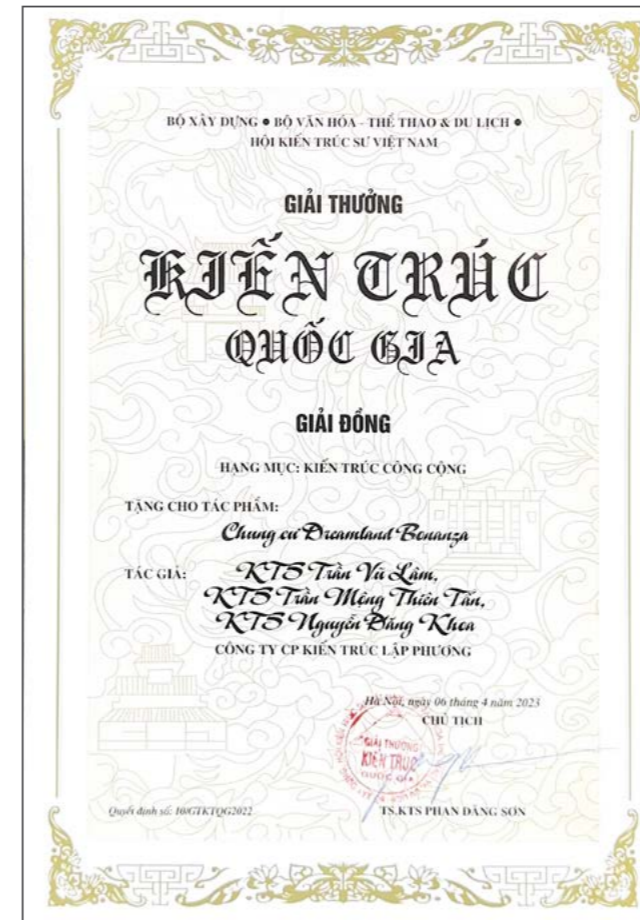 BỘ XÂY DỰNG ● BỘ VĂN HÓA - THỂ THAO & DU LỊCH ●
HỘI KIẾN TRÚC SƯ VIỆT NAM
GIẢI THƯỞNG
KIẾN TRÚC
QUỐC GIA
GIẢI ĐỒNG
HẠNG MỤC: KIẾN TRÚC CÔNG CỘNG
TẶNG CHO TÁC PHẨM:
Chung cư Dreamland Bonanza
TÁC GIẢ: KTS Trần Vũ Lâm,
KTS Trần Mộng Thiên Tấn,
KTS Nguyễn Đăng Khoa
CÔNG TY CP KIẾN TRÚC LẬP PHƯƠNG
Hà Nội, ngày 06 tháng 4 năm 2023
CHỦ TỊCH
GIẢI THƯỞNG
KIẾN TRÚC
QUỐC GIA
Quyết định số: 10/GTKTQG2022
TS.KTS PHAN ĐĂNG SƠN